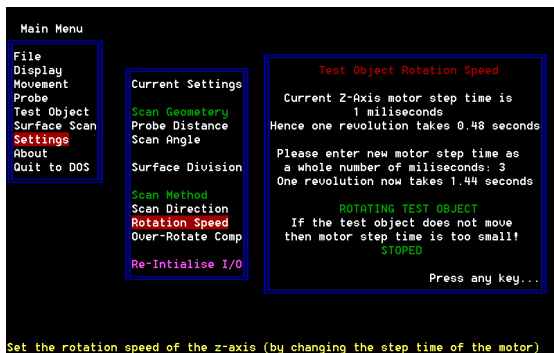 Main Menu
File
Display
Movement
Probe
Test Object
Surface Scan
Settings
About
Quit to DOS
Current Settings
Scan Geometery
Probe Distance
Scan Angle
Surface Division
Scan Method
Scan Direction
Rotation Speed
Over-Rotate Comp
Re-Intialise I/O
Test Object Rotation Speed
Current Z-Axis motor step time is
1 miliseconds
Hence one revolution takes 0.48 seconds
Please enter new motor step time as
a whole number of miliseconds: 3
One revolution now takes 1.44 seconds
ROTATING TEST OBJECT
If the test object does not move
then motor step time is too small!
STOPED
Press any key...
Set the rotation speed of the z-axis (by changing the step time of the motor)